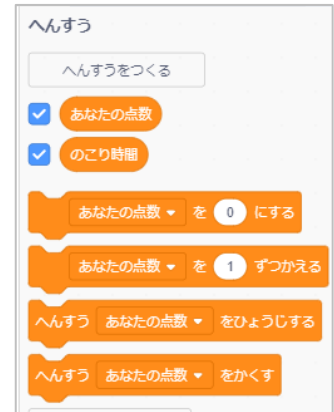 へんすう
へんすうをつくる
あなたの点数
のこり時間
あなたの点数 を 0 にする
あなたの点数 を 1 ずつかえる
へんすう あなたの点数 をひょうじする
へんすう あなたの点数 をかくす